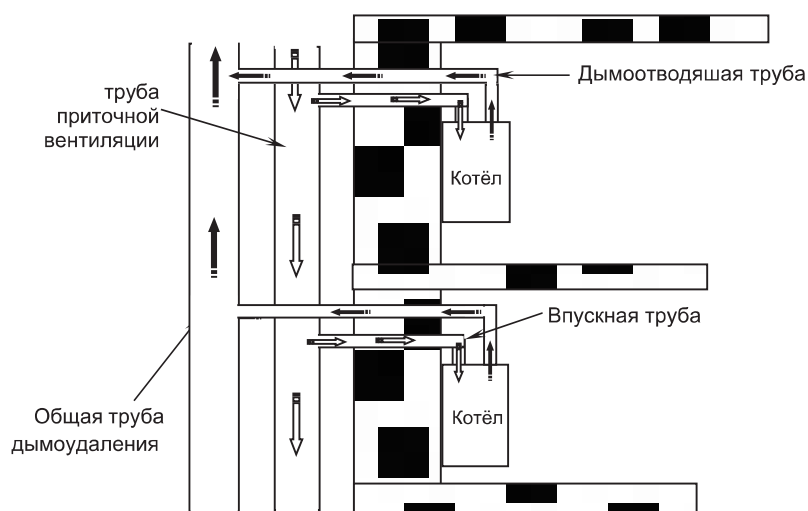 Дымоотводяшая труба
труба
приточной
вентиляции
Котёл
Впускная труба
Общая труба
дымоудаления
Котёл